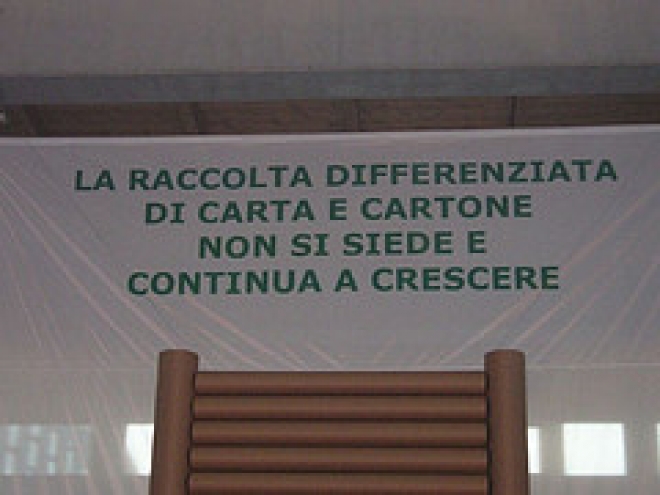 LA RACCOLTA DIFFERENZIATA
DI CARTA E CARTONE
NON SI SIEDE E
CONTINUA A CRESCERE